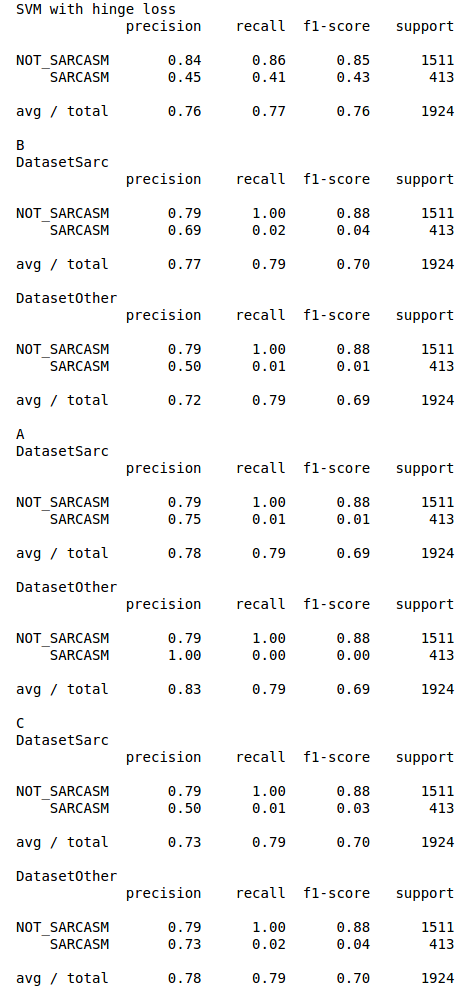 SVM with hinge loss
precision recall f1-score support
NOT_SARCASM 0.84 0.86 0.85 1511
SARCASM 0.45 0.41 0.43 413
avg / total 0.76 0.77 0.76 1924
B
DatasetSarc
precision recall f1-score support
NOT_SARCASM 0.79 1.00 0.88 1511
SARCASM 0.69 0.02 0.04 413
avg / total 0.77 0.79 0.70 1924
DatasetOther
precision recall f1-score support
NOT_SARCASM 0.79 1.00 0.88 1511
SARCASM 0.50 0.01 0.01 413
avg / total 0.72 0.79 0.69 1924
A
DatasetSarc
precision recall f1-score support
NOT_SARCASM 0.79 1.00 0.88 1511
SARCASM 0.75 0.01 0.01 413
avg / total 0.78 0.79 0.69 1924
DatasetOther
precision recall f1-score support
NOT_SARCASM 0.79 1.00 0.88 1511
SARCASM 1.00 0.00 0.00 413
avg / total 0.83 0.79 0.69 1924
C
DatasetSarc
precision recall f1-score support
NOT_SARCASM 0.79 1.00 0.88 1511
SARCASM 0.50 0.01 0.03 413
avg / total 0.73 0.79 0.70 1924
DatasetOther
precision recall f1-score support
NOT_SARCASM 0.79 1.00 0.88 1511
SARCASM 0.73 0.02 0.04 413
avg / total 0.78 0.79 0.70 1924